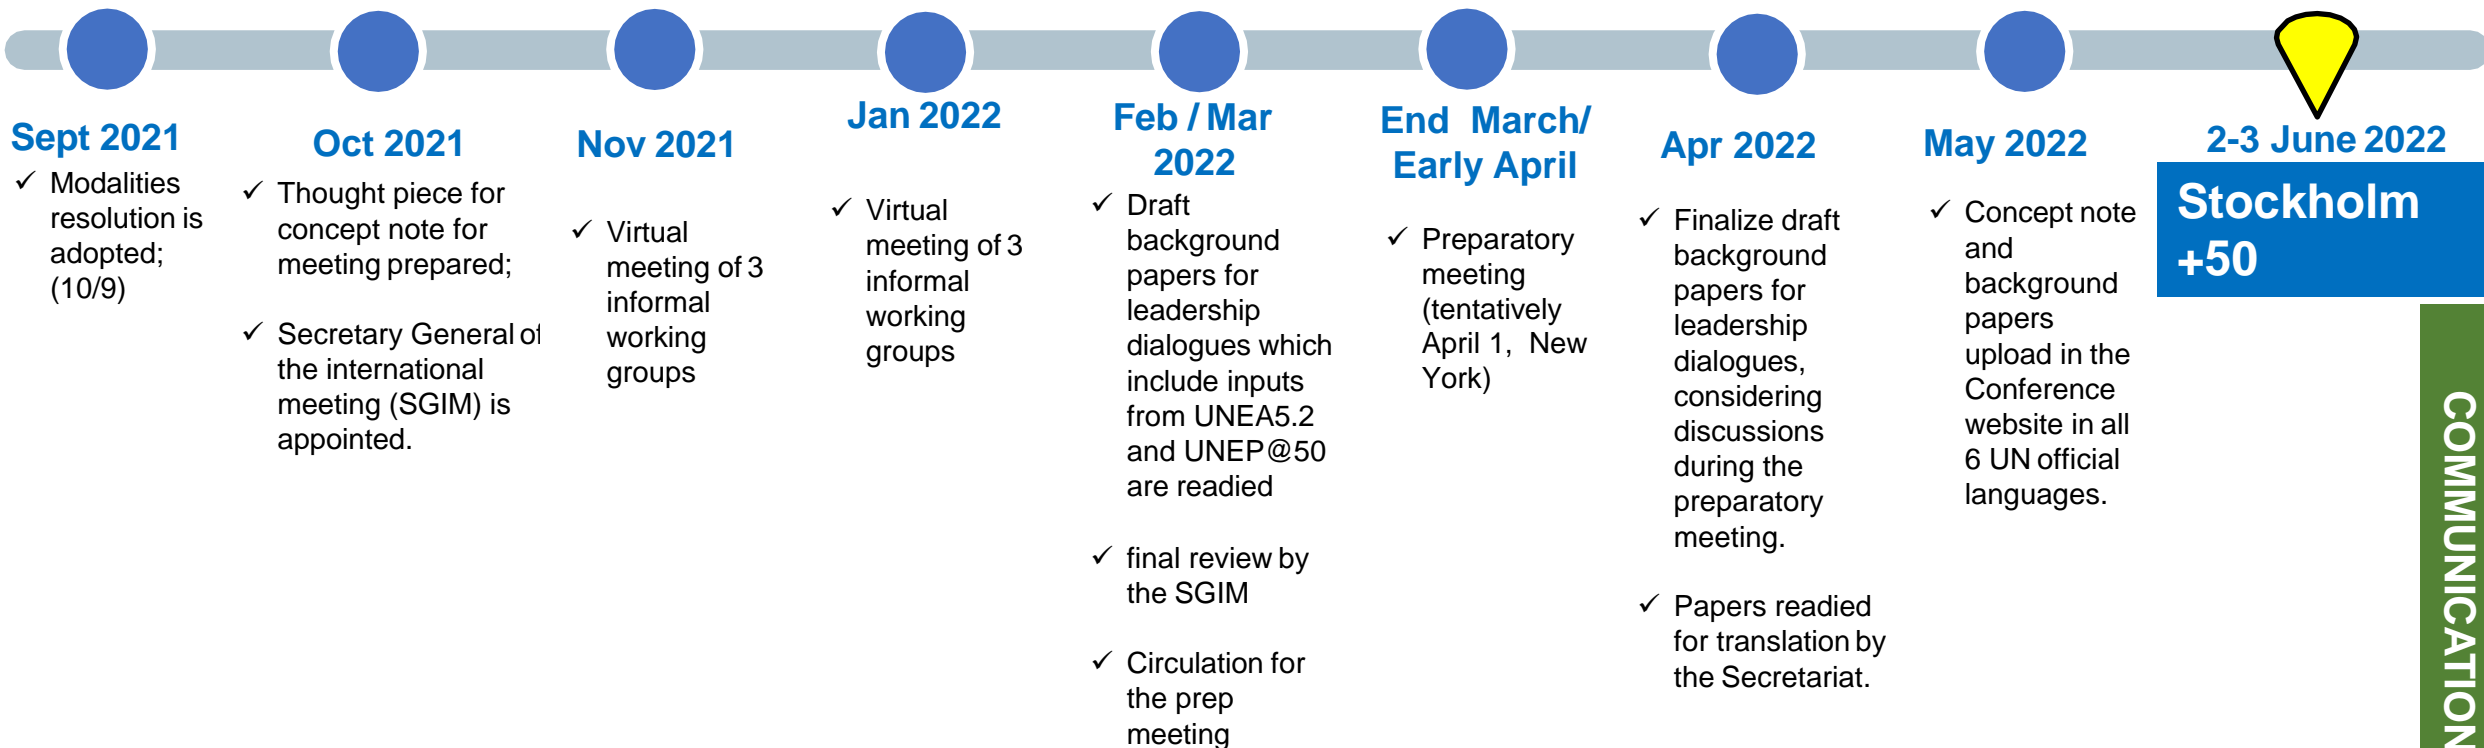 Sept 2021
✓ Modalities
resolution is
adopted;
(10/9)
Oct 2021
✓ Thought piece for
concept note for
meeting prepared;
✓ Secretary General of
the international
meeting (SGIM) is
appointed.
Nov 2021
✓ Virtual
meeting of 3
informal
working
groups
Jan 2022
✓ Virtual
meeting of 3
informal
working
groups
Feb / Mar
2022
✓ Draft
background
papers for
leadership
dialogues which
include inputs
from UNEA5.2
and UNEP@50
are readied
✓ final review by
the SGIM
✓ Circulation for
the prep
meeting
End March/
Early April
✓ Preparatory
meeting
(tentatively
April 1, New
York)
Apr 2022
✓ Finalize draft
background
papers for
leadership
dialogues,
considering
discussions
during the
preparatory
meeting.
✓ Papers readied
for translation by
the Secretariat.
May 2022
✓ Concept note
and
background
papers
upload in the
Conference
website in all
6 UN official
languages.
2-3 June 2022
Stockholm
+50
COMMUNICATION